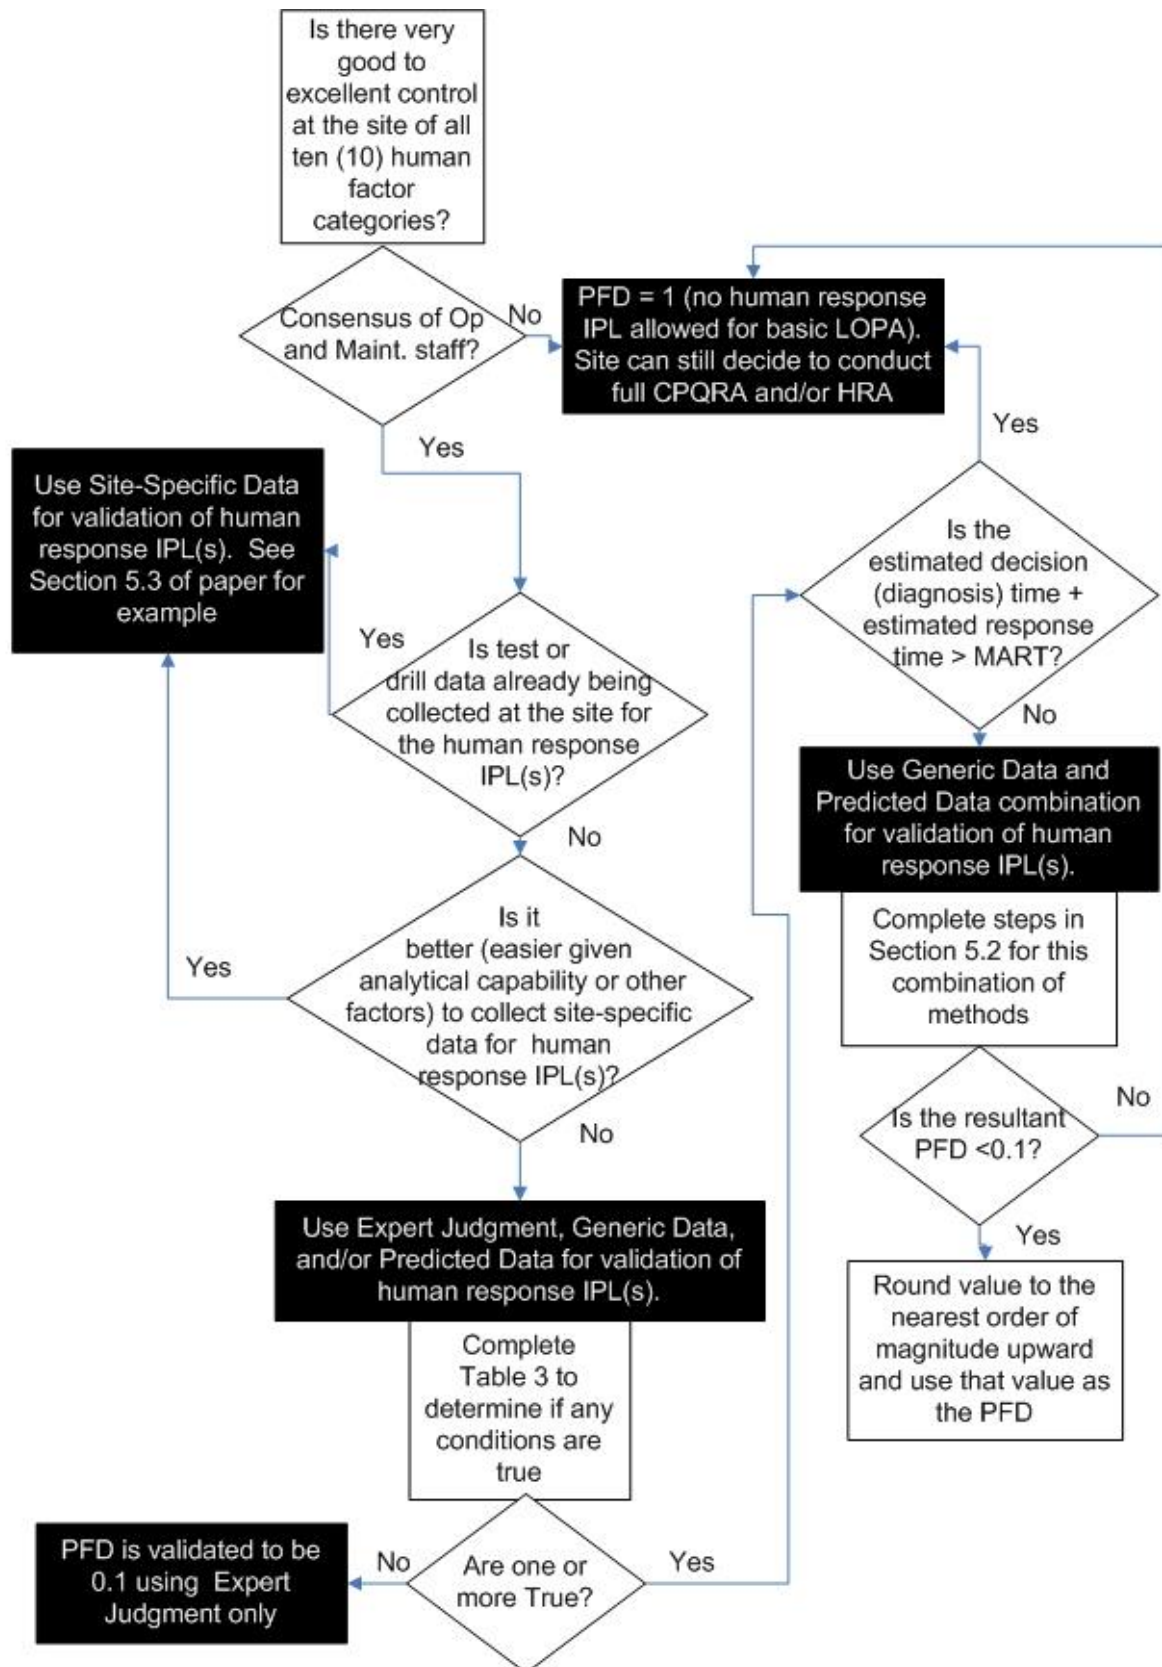 Is there very
good to
excellent control
at the site of all
ten (10) human
factor
categories?
Consensus of Op
and Maint. staff?
No
Yes
PFD = 1 (no human response
IPL allowed for basic LOPA).
Site can still decide to conduct
full CPQRA and/or HRA
Use Site-Specific Data
for validation of human
response IPL(s).  See
Section 5.3 of paper for
example
Yes
Is test or
drill data already being
collected at the site for
the human response
IPL(s)?
No
Yes
Is it
better (easier given
analytical capability or other
factors) to collect site-specific
data for  human
response IPL(s)?
No
Use Expert Judgment, Generic Data,
and/or Predicted Data for validation of
human response IPL(s).
Complete
Table 3 to
determine if any
conditions are
true
Are one or
more True?
No
PFD is validated to be
0.1 using  Expert
Judgment only
Yes
Yes
Is the
estimated decision
(diagnosis) time +
estimated response
time > MART?
No
Use Generic Data and
Predicted Data combination
for validation of human
response IPL(s).
Complete steps in
Section 5.2 for this
combination of
methods
Is the resultant
PFD <0.1?
No
Yes
Round value to the
nearest order of
magnitude upward
and use that value as
the PFD